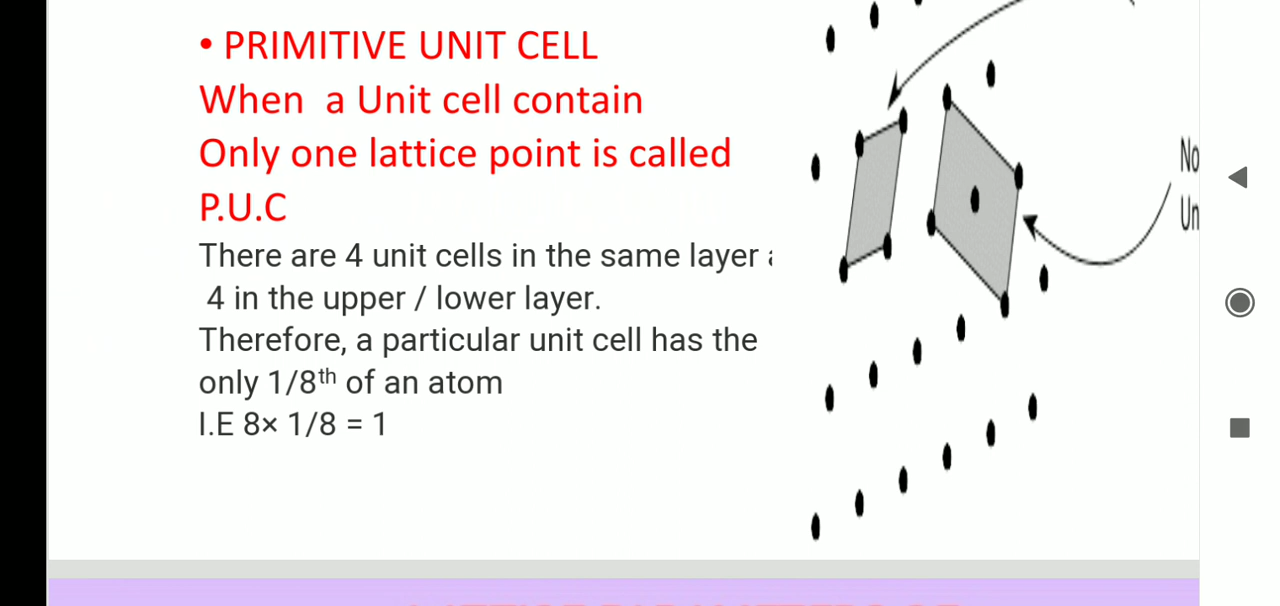 • PRIMITIVE UNIT CELL
When a Unit cell contain
Only one lattice point is called
P.U.C
There are 4 unit cells in the same layer
4 in the upper / lower layer.
Therefore, a particular unit cell has the
only 1/8th of an atom
I.E 8× 1/8 = 1
No
Un